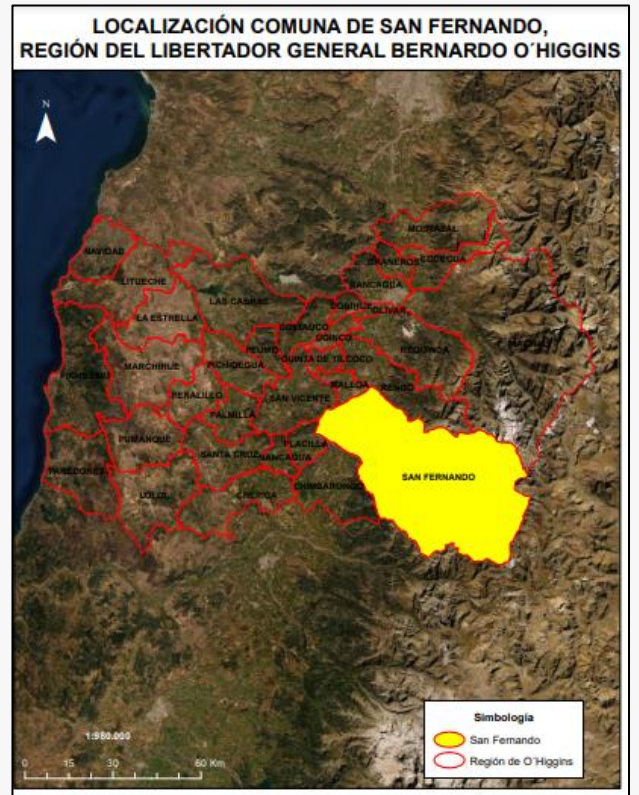 LOCALIZACIÓN COMUNA DE SAN FERNANDO,
REGIÓN DEL LIBERTADOR GENERAL BERNARDO O´HIGGINS
N
MOSTAZAL
NAVIDAD
GRANEROS CODEGUA
LITUECHE
RANCAGUA
LAS CABRAS
LA ESTRELLA
OLIVAR
COLTAUCO
COINCO
REQUINOA
PEUMO
MARCHIHUE
PICHIDEGUA
QUINTA DE TILCOCO
PICHILEMU
MALLOA
RENGO
PERALILLO
SAN VICENTE
PALMILLA
PUMANQUE
PLACILLA
SANTA CRUZ
NANCAGUA
PAREDONES
SAN FERNANDO
CHIMBARONGO
LOLOL
CHEPICA
1:980.000
0 15 30 60 Km
Simbología
San Fernando
Región de O´Higgins